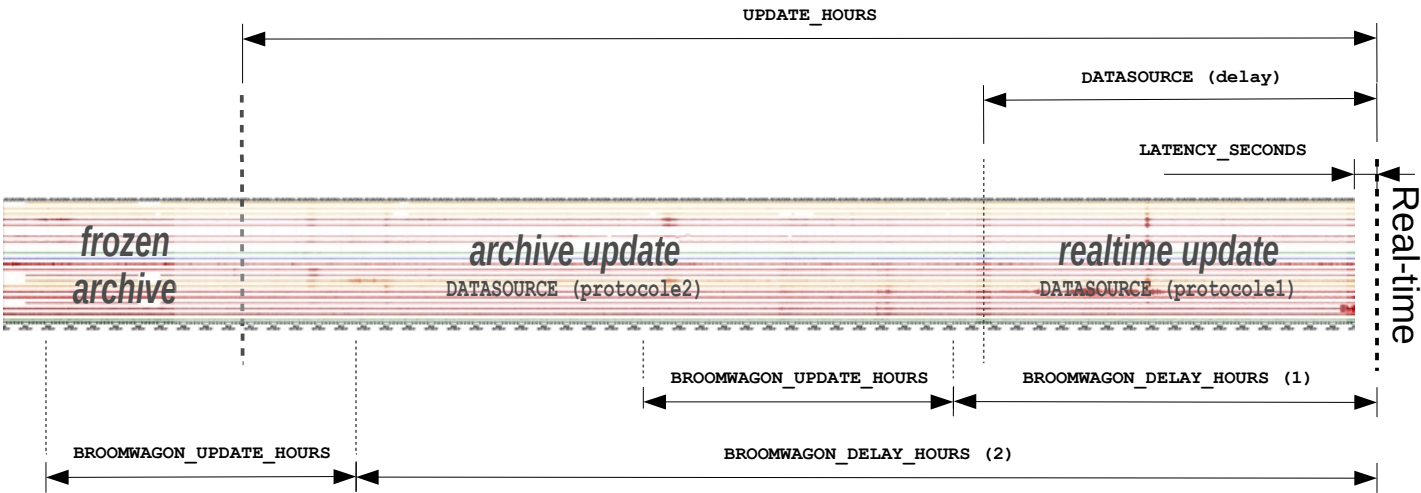 UPDATE_HOURS
DATASOURCE (delay)
LATENCY_SECONDS
Real-time
frozen
archive
archive update
DATASOURCE (protocole2)
realtime update
DATASOURCE (protocole1)
BROOMWAGON_UPDATE_HOURS
BROOMWAGON_DELAY_HOURS (1)
BROOMWAGON_UPDATE_HOURS
BROOMWAGON_DELAY_HOURS (2)